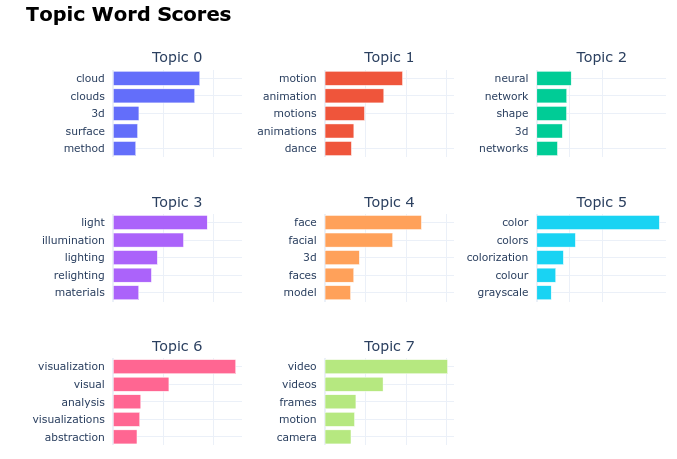 Topic Word Scores
Topic 0
cloud
clouds
3d
surface
method
Topic 1
motion
animation
motions
animations
dance
Topic 2
neural
network
shape
3d
networks
Topic 3
light
illumination
lighting
relighting
materials
Topic 4
face
facial
3d
faces
model
Topic 5
color
colors
colorization
colour
grayscale
Topic 6
visualization
visual
analysis
visualizations
abstraction
Topic 7
video
videos
frames
motion
camera